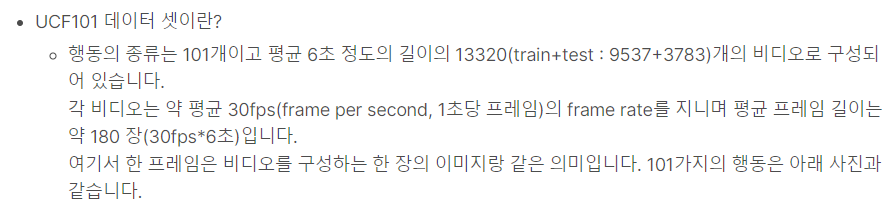 UCF101 데이터 셋이란?
행동의 종류는 101개이고 평균 6초 정도의 길이의 13320(train+test : 9537+3783)개의 비디오로 구성되
어 있습니다.
각 비디오는 약 평균 30fps(frame per second, 1초당 프레임)의 frame rate를 지니며 평균 프레임 길이는
약 180 장(30fps*6초)입니다.
여기서 한 프레임은 비디오를 구성하는 한 장의 이미지랑 같은 의미입니다. 101가지의 행동은 아래 사진과
같습니다.